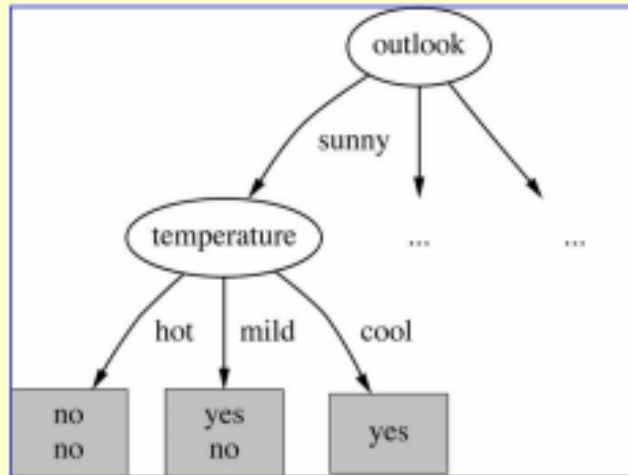 outlook
sunny
temperature
...
...
hot
mild
cool
no
no
yes
no
yes